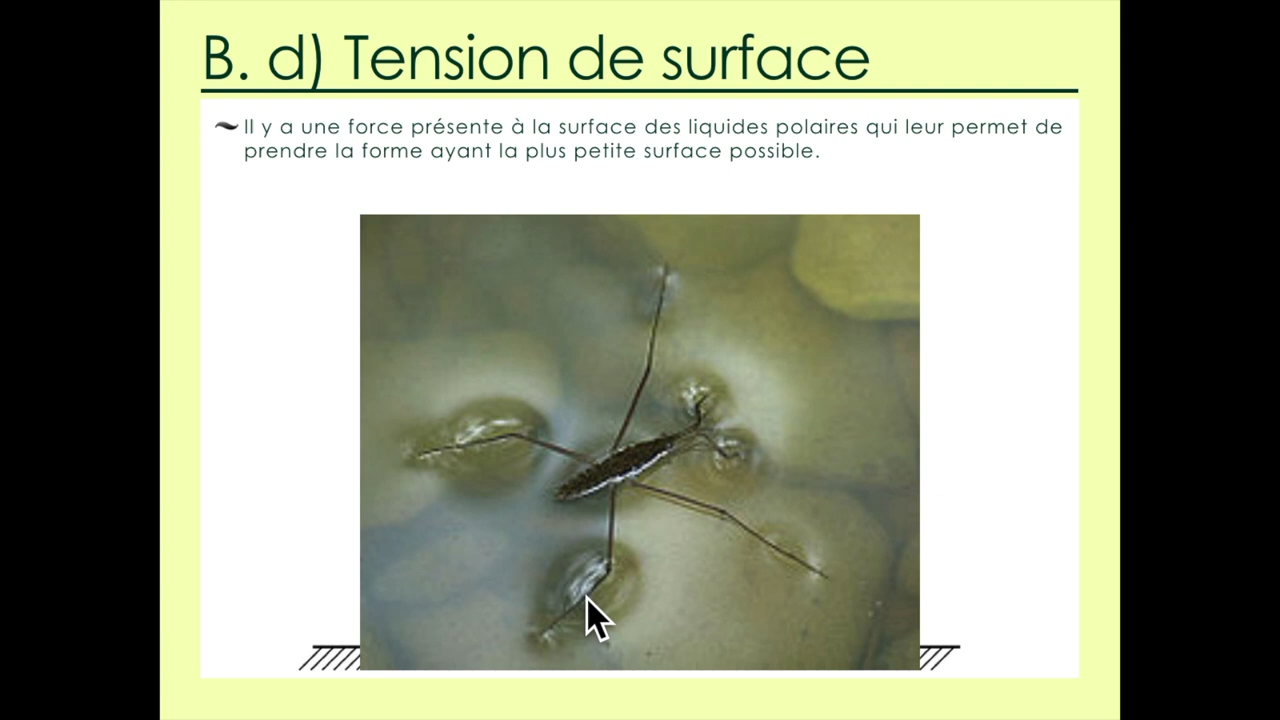 B. d) Tension de surface
Il y a une force présente à la surface des liquides polaires qui leur permet de
prendre la forme ayant la plus petite surface possible.